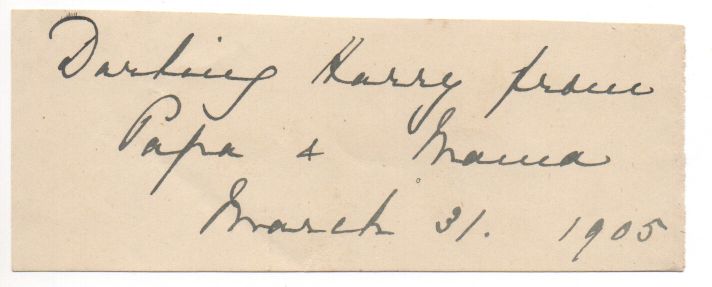 Darling Harry from
Papa & Mama
March 31. 1905